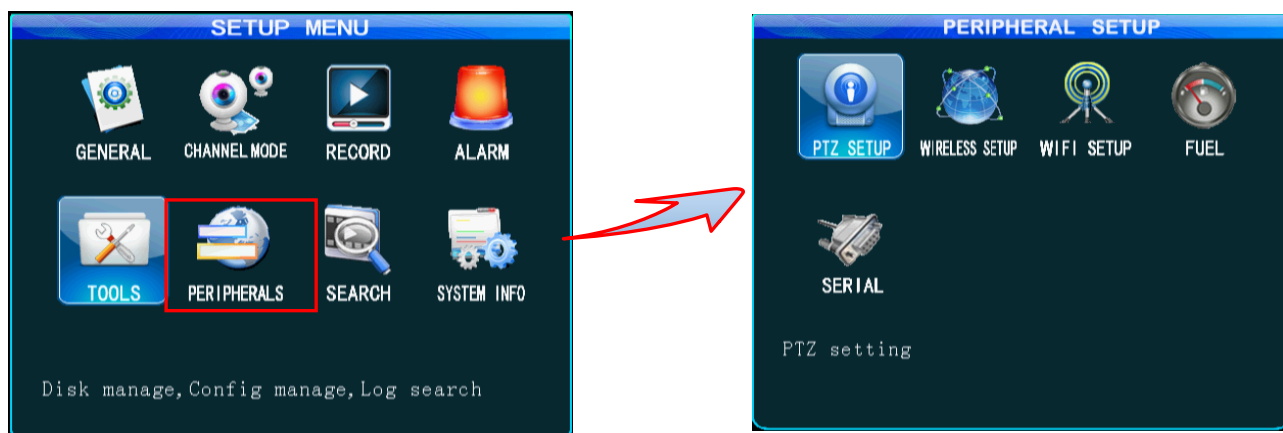 SETUP MENU
GENERAL CHANNEL MODE RECORD ALARM
TOOLS PERIPHERALS SEARCH SYSTEM INFO
Disk manage,Config manage,Log search
PERIPHERAL SETUP
PTZ SETUP WIRELESS SETUP WIFI SETUP FUEL
SERIAL
PTZ setting